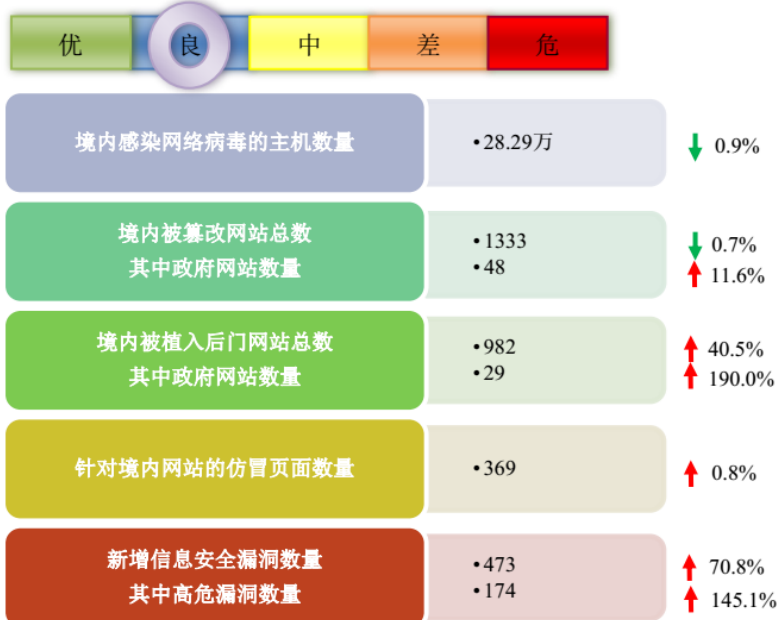 优 良 中 差 危
境内感染网络病毒的主机数量 •28.29万 0.9%
境内被篡改网站总数 •1333 0.7%
其中政府网站数量 •48 11.6%
境内被植入后门网站总数 •982 40.5%
其中政府网站数量 •29 190.0%
针对境内网站的仿冒页面数量 •369 0.8%
新增信息安全漏洞数量 •473 70.8%
其中高危漏洞数量 •174 145.1%